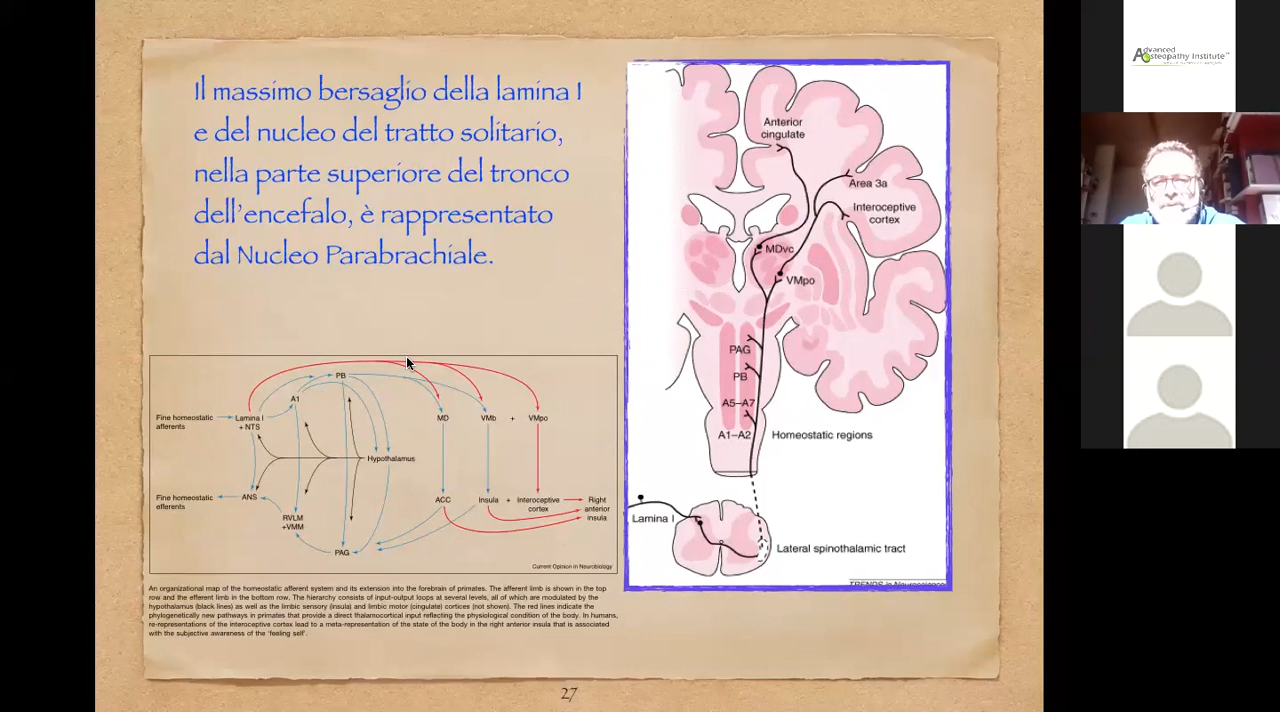 Il massimo bersaglio della lamina I
e del nucleo del tratto solitario,
nella parte superiore del tronco
dell'encefalo, è rappresentato
dal Nucleo Parabrachiale.
Anterior
cingulate
Area 3a
Interoceptive
cortex
MDvc
VMpo
PAG
PB
A5–A7
A1–A2
Homeostatic regions
Lamina I
Lateral spinothalamic tract
TRENDS in Neuroscience
PB
A1
Fine homeostatic
afferents
Lamina I
+ NTS
MD
VMb
+
VMpo
Hypothalamus
Fine homeostatic
efferents
ANS
RVLM
+VMM
PAG
ACC
Insula
+
Interoceptive
cortex
Right
anterior
insula
Current Opinion in Neurobiology
An organizational map of the homeostatic afferent system and its extension into the forebrain of primates. The afferent limb is shown in the top
row and the efferent limb in the bottom row. The hierarchy consists of input-output loops at several levels, all of which are modulated by the
hypothalamus (black lines) as well as the limbic sensory (insula) and limbic motor (cingulate) cortices (not shown). The red lines indicate the
phylogenetically new pathways in primates that provide a direct thalamocortical input reflecting the physiological condition of the body. In humans,
re-representations of the interoceptive cortex lead to a meta-representation of the state of the body in the right anterior insula that is associated
with the subjective awareness of the 'feeling self'.
27
Advanced
Osteopathy Institute